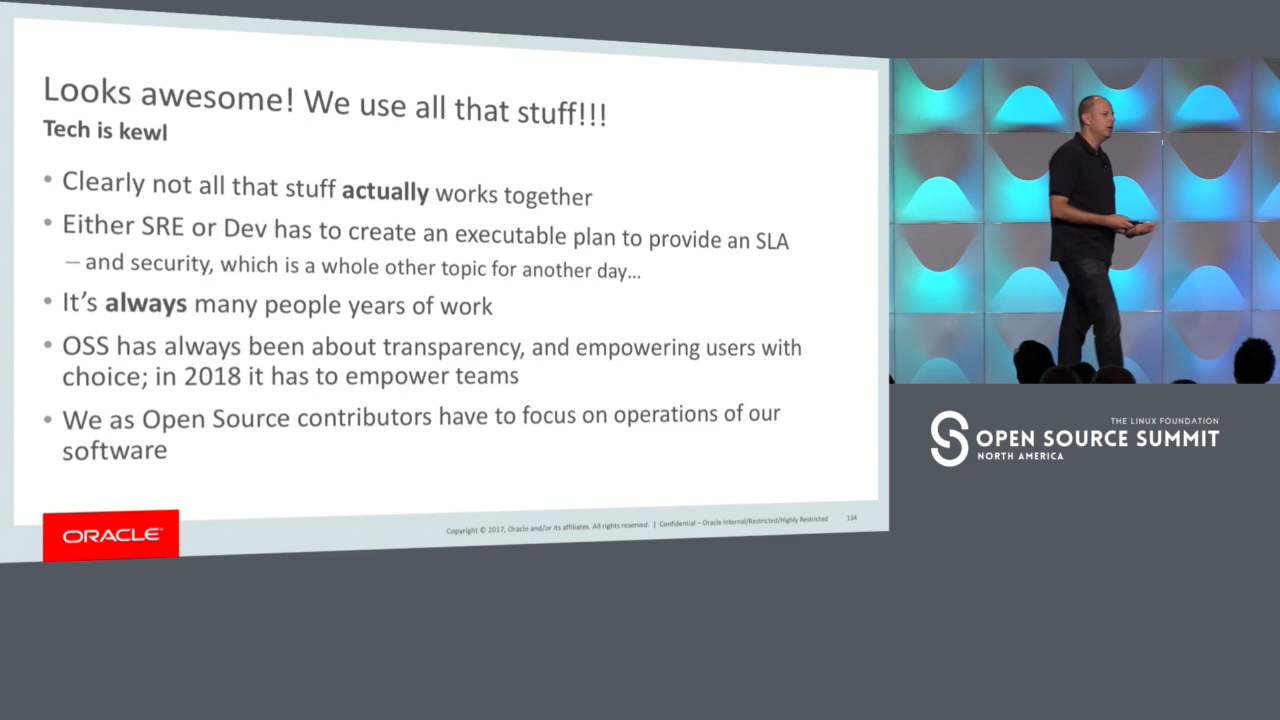 Looks awesome! We use all that stuff!!!
Tech is kewl
• Clearly not all that stuff actually works together
• Either SRE or Dev has to create an executable plan to provide an SLA
– and security, which is a whole other topic for another day…
• It's always many people years of work
• OSS has always been about transparency, and empowering users with
choice; in 2018 it has to empower teams
• We as Open Source contributors have to focus on operations of our
software
ORACLE
Copyright © 2017, Oracle and/or its affiliates. All rights reserved. | Confidential – Oracle Internal/Restricted/Highly Restricted 134
THE LINUX FOUNDATION
OPEN SOURCE SUMMIT
NORTH AMERICA